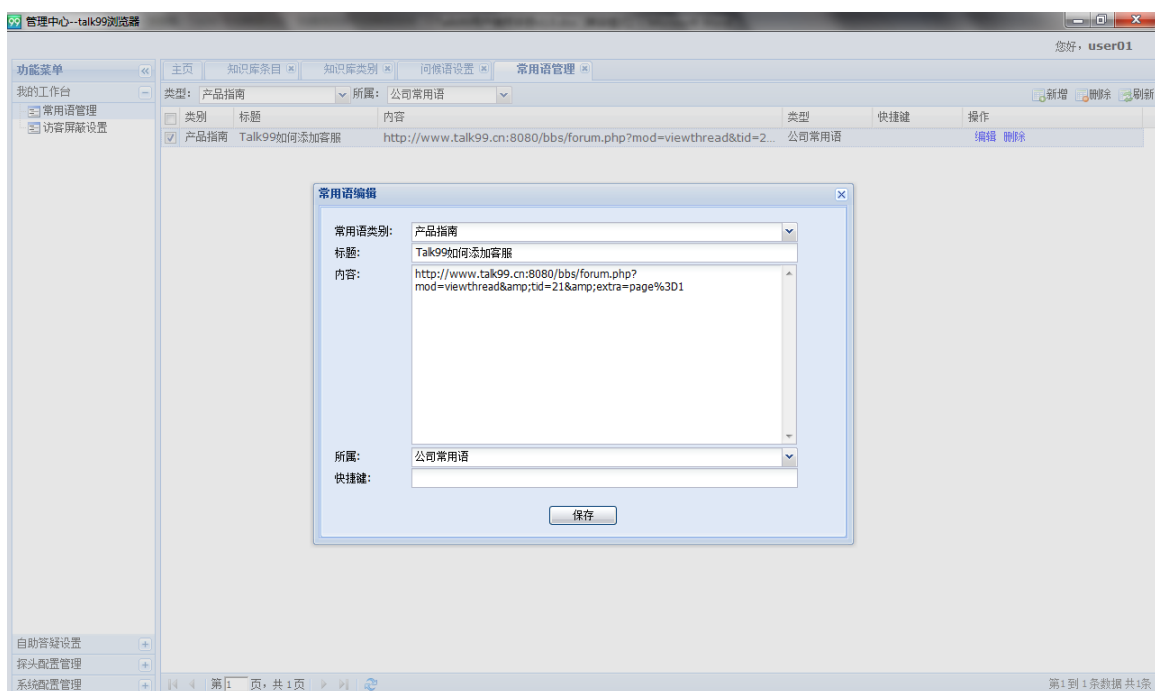 管理中心--talk99浏览器
您好，user01
功能菜单
主页 知识库条目 知识库类别 问候语设置 常用语管理
我的工作台
类型： 产品指南 所属： 公司常用语 新增 删除 刷新
常用语管理
访客屏蔽设置
类别 标题 内容 类型 快捷键 操作
产品指南 Talk99如何添加客服 http://www.talk99.cn:8080/bbs/forum.php?mod=viewthread&tid=2... 公司常用语 编辑 删除
常用语编辑
常用语类别: 产品指南
标题: Talk99如何添加客服
内容: http://www.talk99.cn:8080/bbs/forum.php?
mod=viewthread&amp;tid=21&amp;extra=page%3D1
所属: 公司常用语
快捷键:
保存
自助答疑设置
探头配置管理
系统配置管理
第 1 页，共 1页
第1到1条数据 共1条